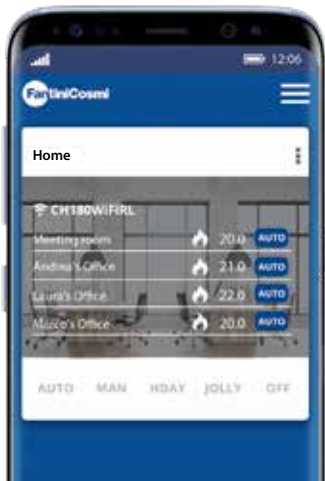 12:06
FantiniCosmi
Home
CH180WIFIRL
Meeting room 20.0 AUTO
Andrea's Office 21.0 AUTO
Laura's Office 22.0 AUTO
Marco's Office 20.0 AUTO
AUTO MAN HDAY JOLLY OFF